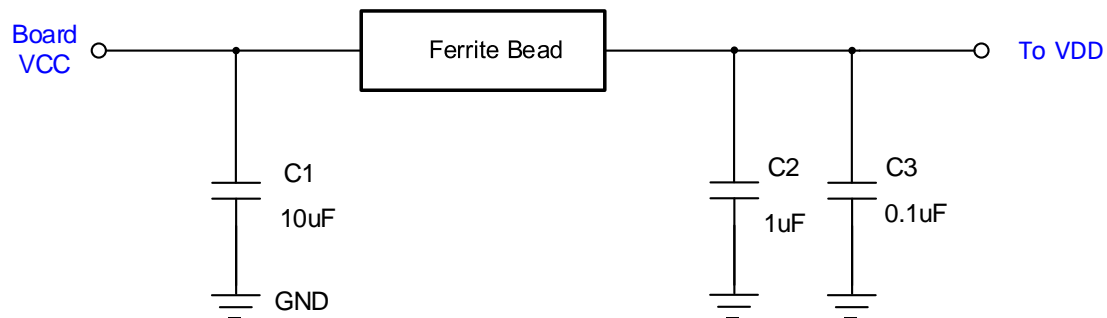 Board
VCC
Ferrite Bead
To VDD
C1
10uF
C2
1uF
C3
0.1uF
GND